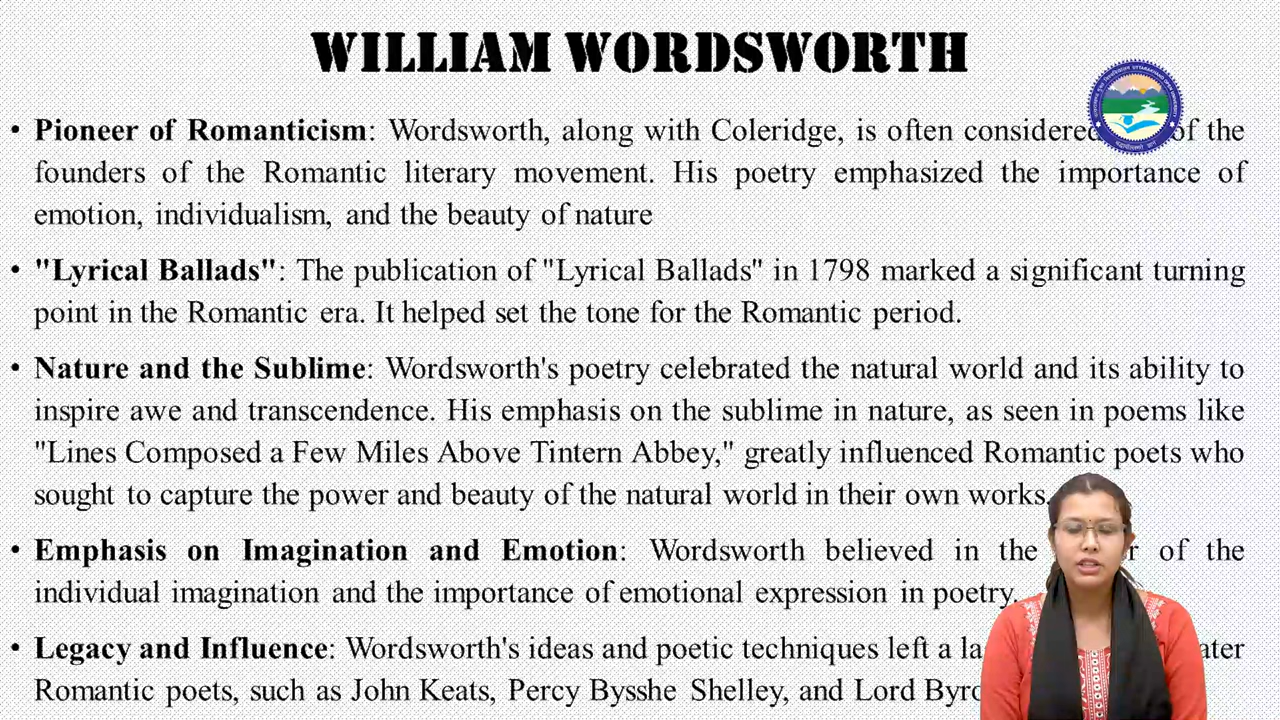 WILLIAM WORDSWORTH
• Pioneer of Romanticism: Wordsworth, along with Coleridge, is often considered of the
founders of the Romantic literary movement. His poetry emphasized the importance of
emotion, individualism, and the beauty of nature
• "Lyrical Ballads": The publication of "Lyrical Ballads" in 1798 marked a significant turning
point in the Romantic era. It helped set the tone for the Romantic period.
• Nature and the Sublime: Wordsworth's poetry celebrated the natural world and its ability to
inspire awe and transcendence. His emphasis on the sublime in nature, as seen in poems like
"Lines Composed a Few Miles Above Tintern Abbey," greatly influenced Romantic poets who
sought to capture the power and beauty of the natural world in their own works.
• Emphasis on Imagination and Emotion: Wordsworth believed in the of the
individual imagination and the importance of emotional expression in poetry.
• Legacy and Influence: Wordsworth's ideas and poetic techniques left a
Romantic poets, such as John Keats, Percy Bysshe Shelley, and Lord